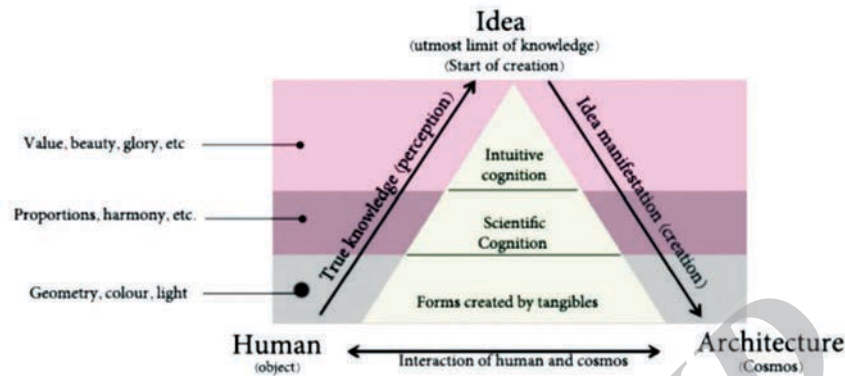 Idea
(utmost limit of knowledge)
(Start of creation)
True knowledge (perception)
Idea manifestation (creation)
Value, beauty, glory, etc
Intuitive
cognition
Proportions, harmony, etc.
Scientific
Cognition
Geometry, colour, light
Forms created by tangibles
Human
(object)
Interaction of human and cosmos
Architecture
(Cosmos)